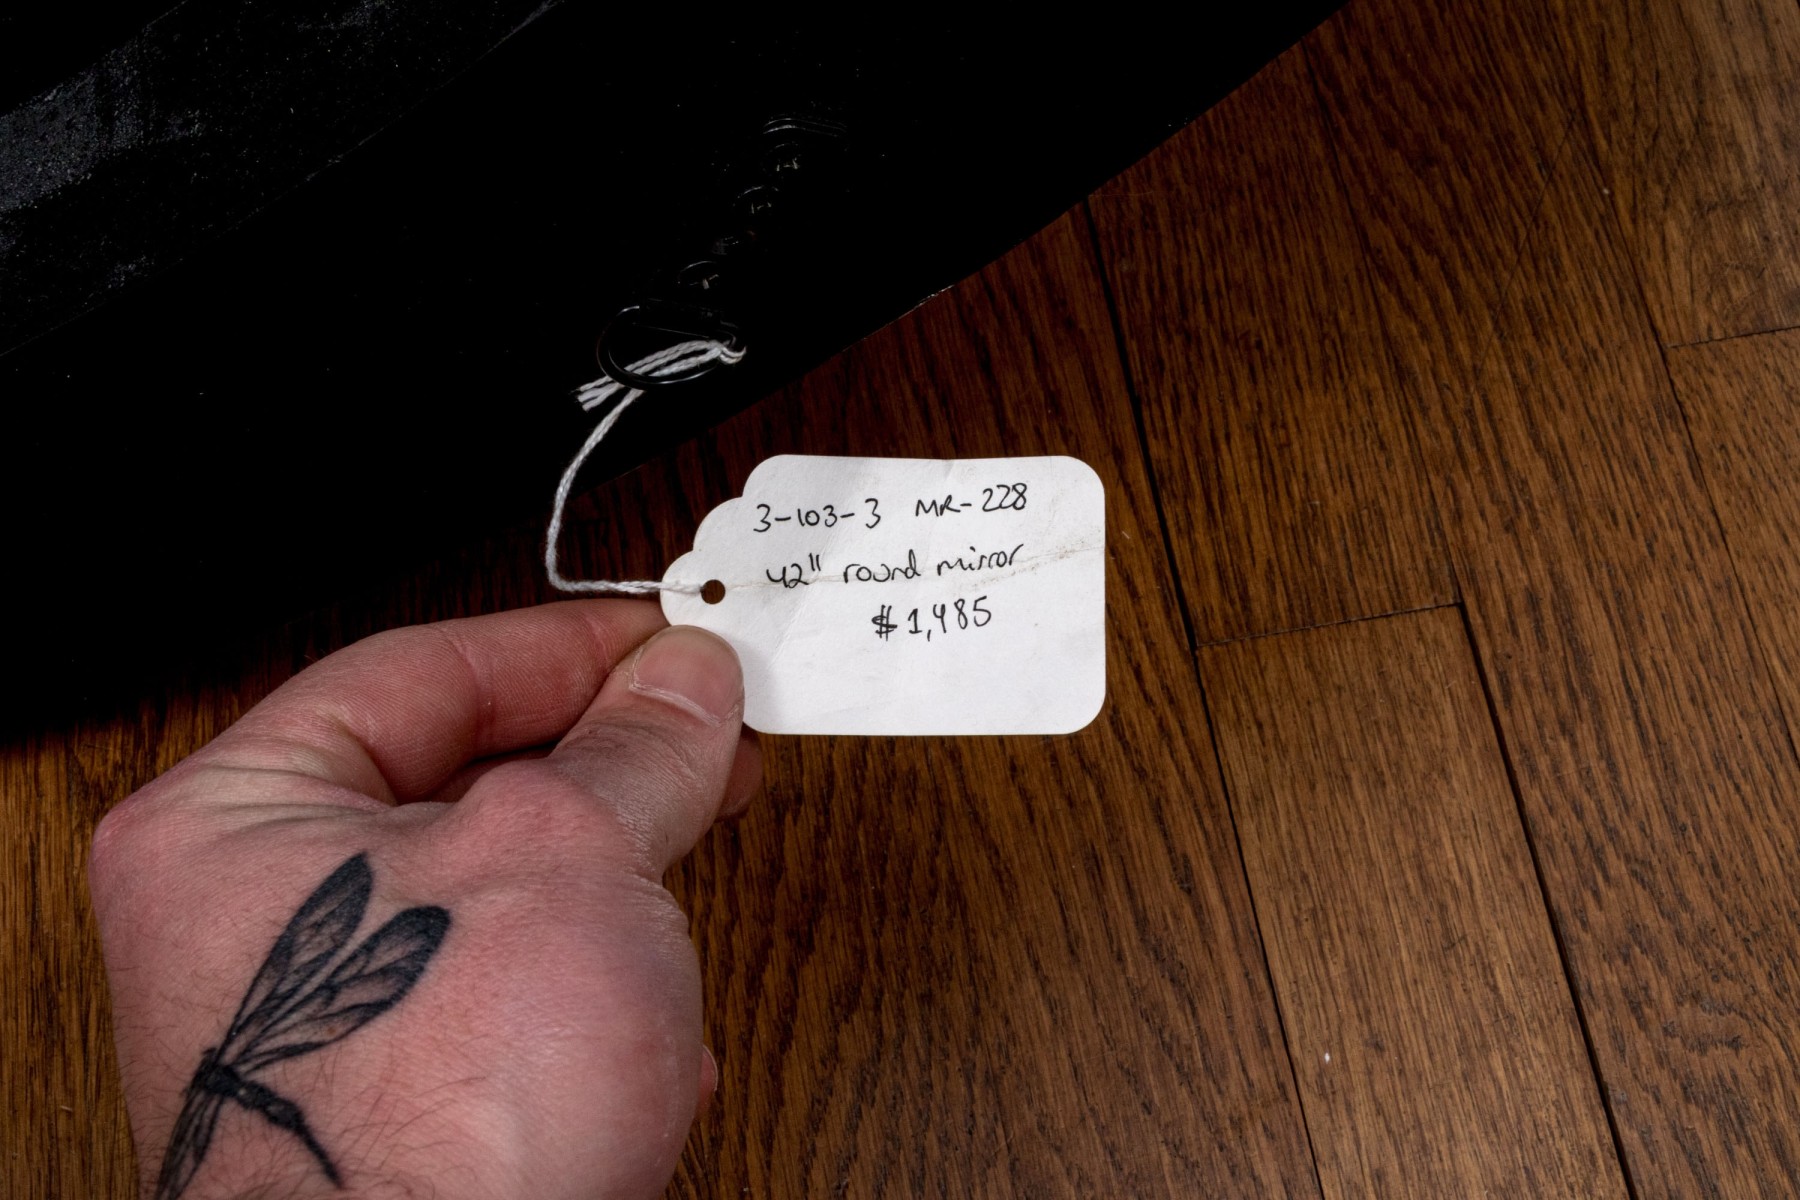 3-103-3 MR-228
42" round mirror
$1,485